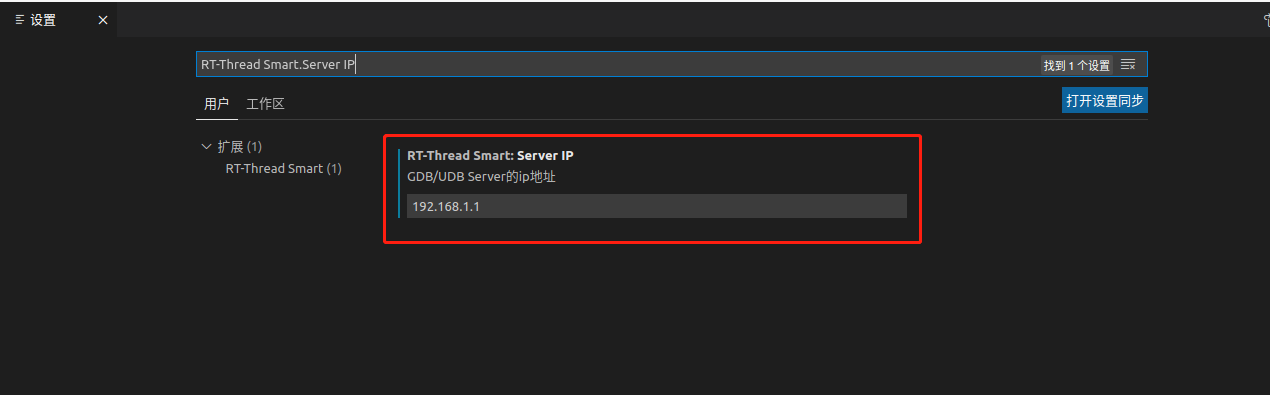 设置
RT-Thread Smart.Server IP
找到 1 个设置
用户 工作区
打开设置同步
扩展 (1)
RT-Thread Smart (1)
RT-Thread Smart: Server IP
GDB/UDB Server的ip地址
192.168.1.1